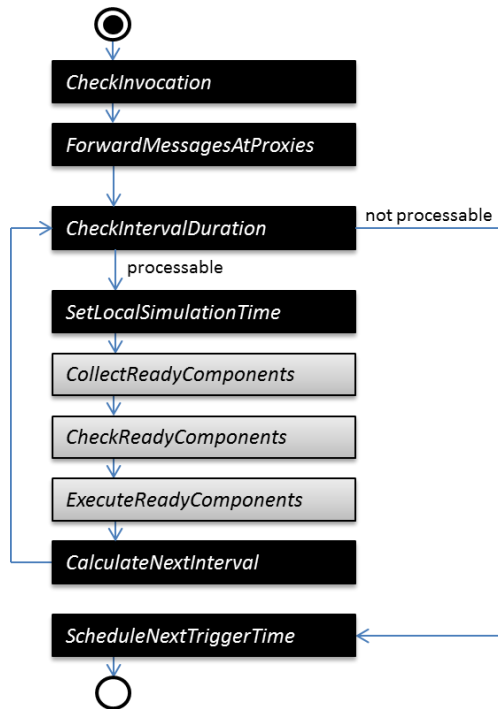 CheckInvocation
ForwardMessagesAtProxies
CheckIntervalDuration
not processable
processable
SetLocalSimulationTime
CollectReadyComponents
CheckReadyComponents
ExecuteReadyComponents
CalculateNextInterval
ScheduleNextTriggerTime